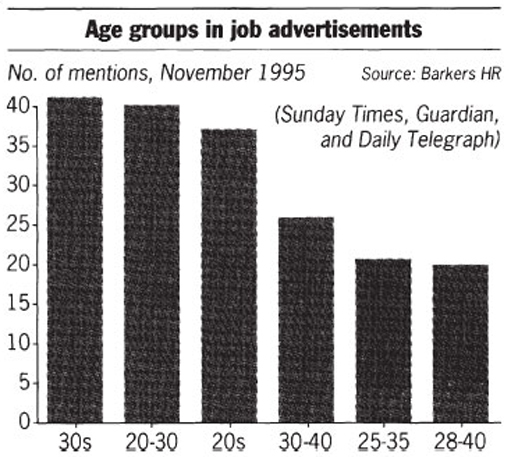 Age groups in job advertisements
No. of mentions, November 1995
Source: Barkers HR
(Sunday Times, Guardian,
and Daily Telegraph)
40
35
30
25
20
15
10
5
0
30s 20-30 20s 30-40 25-35 28-40